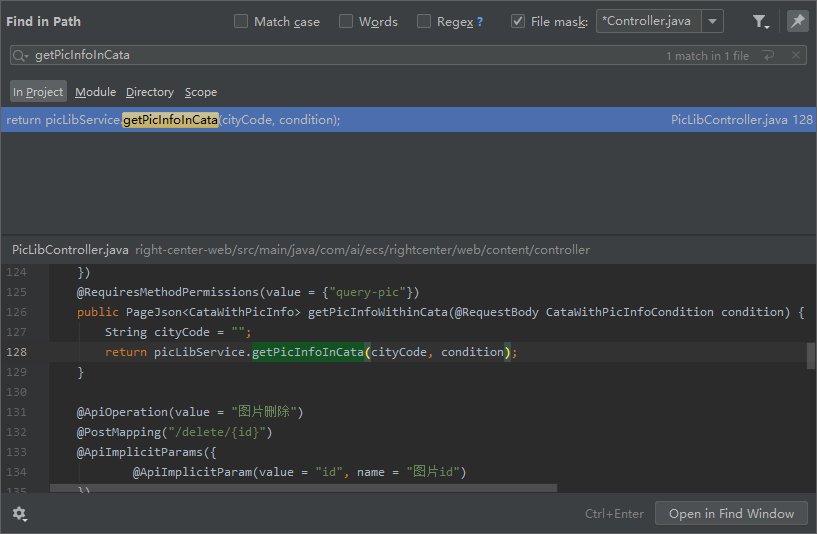 Find in Path Match case Words Regex ? File mask: *Controller.java
getPicInfoInCata 1 match in 1 file
In Project Module Directory Scope
return picLibService.getPicInfoInCata(cityCode, condition); PicLibController.java 128
PicLibController.java right-center-web/src/main/java/com/ai/ecs/rightcenter/web/content/controller
124 })
125 @RequiresMethodPermissions(value = {"query-pic"})
126 public PageJson<CataWithPicInfo> getPicInfoWithinCata(@RequestBody CataWithPicInfoCondition condition) {
127 String cityCode = "";
128 return picLibService.getPicInfoInCata(cityCode, condition);
129 }
130
131 @ApiOperation(value = "图片删除")
132 @PostMapping("/delete/{id}")
133 @ApiImplicitParams({
134 @ApiImplicitParam(value = "id", name = "图片id")
135 })
Ctrl+Enter Open in Find Window